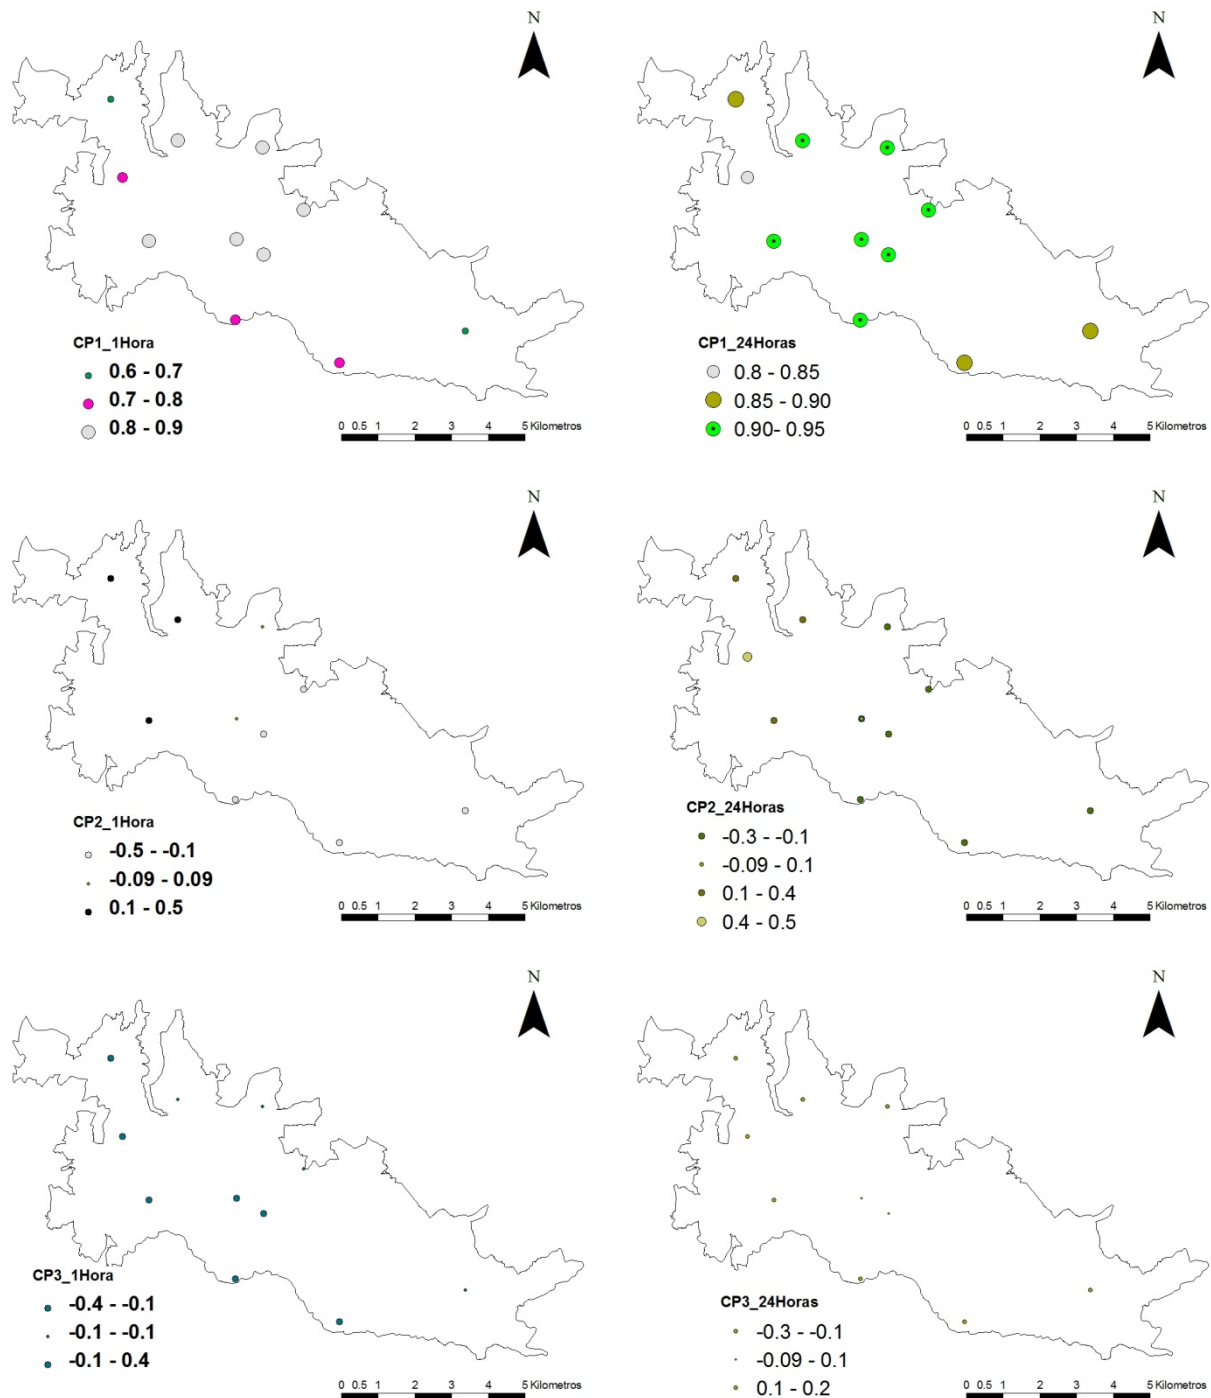 N
CP1_1Hora
0.6 - 0.7
0.7 - 0.8
0.8 - 0.9
0 0.5 1 2 3 4 5 Kilometros
N
CP1_24Horas
0.8 - 0.85
0.85 - 0.90
0.90- 0.95
0 0.5 1 2 3 4 5 Kilometros
N
CP2_1Hora
-0.5 - -0.1
-0.09 - 0.09
0.1 - 0.5
0 0.5 1 2 3 4 5 Kilometros
N
CP2_24Horas
-0.3 - -0.1
-0.09 - 0.1
0.1 - 0.4
0.4 - 0.5
0 0.5 1 2 3 4 5 Kilometros
N
CP3_1Hora
-0.4 - -0.1
-0.1 - -0.1
-0.1 - 0.4
0 0.5 1 2 3 4 5 Kilometros
N
CP3_24Horas
-0.3 - -0.1
-0.09 - 0.1
0.1 - 0.2
0 0.5 1 2 3 4 5 Kilometros